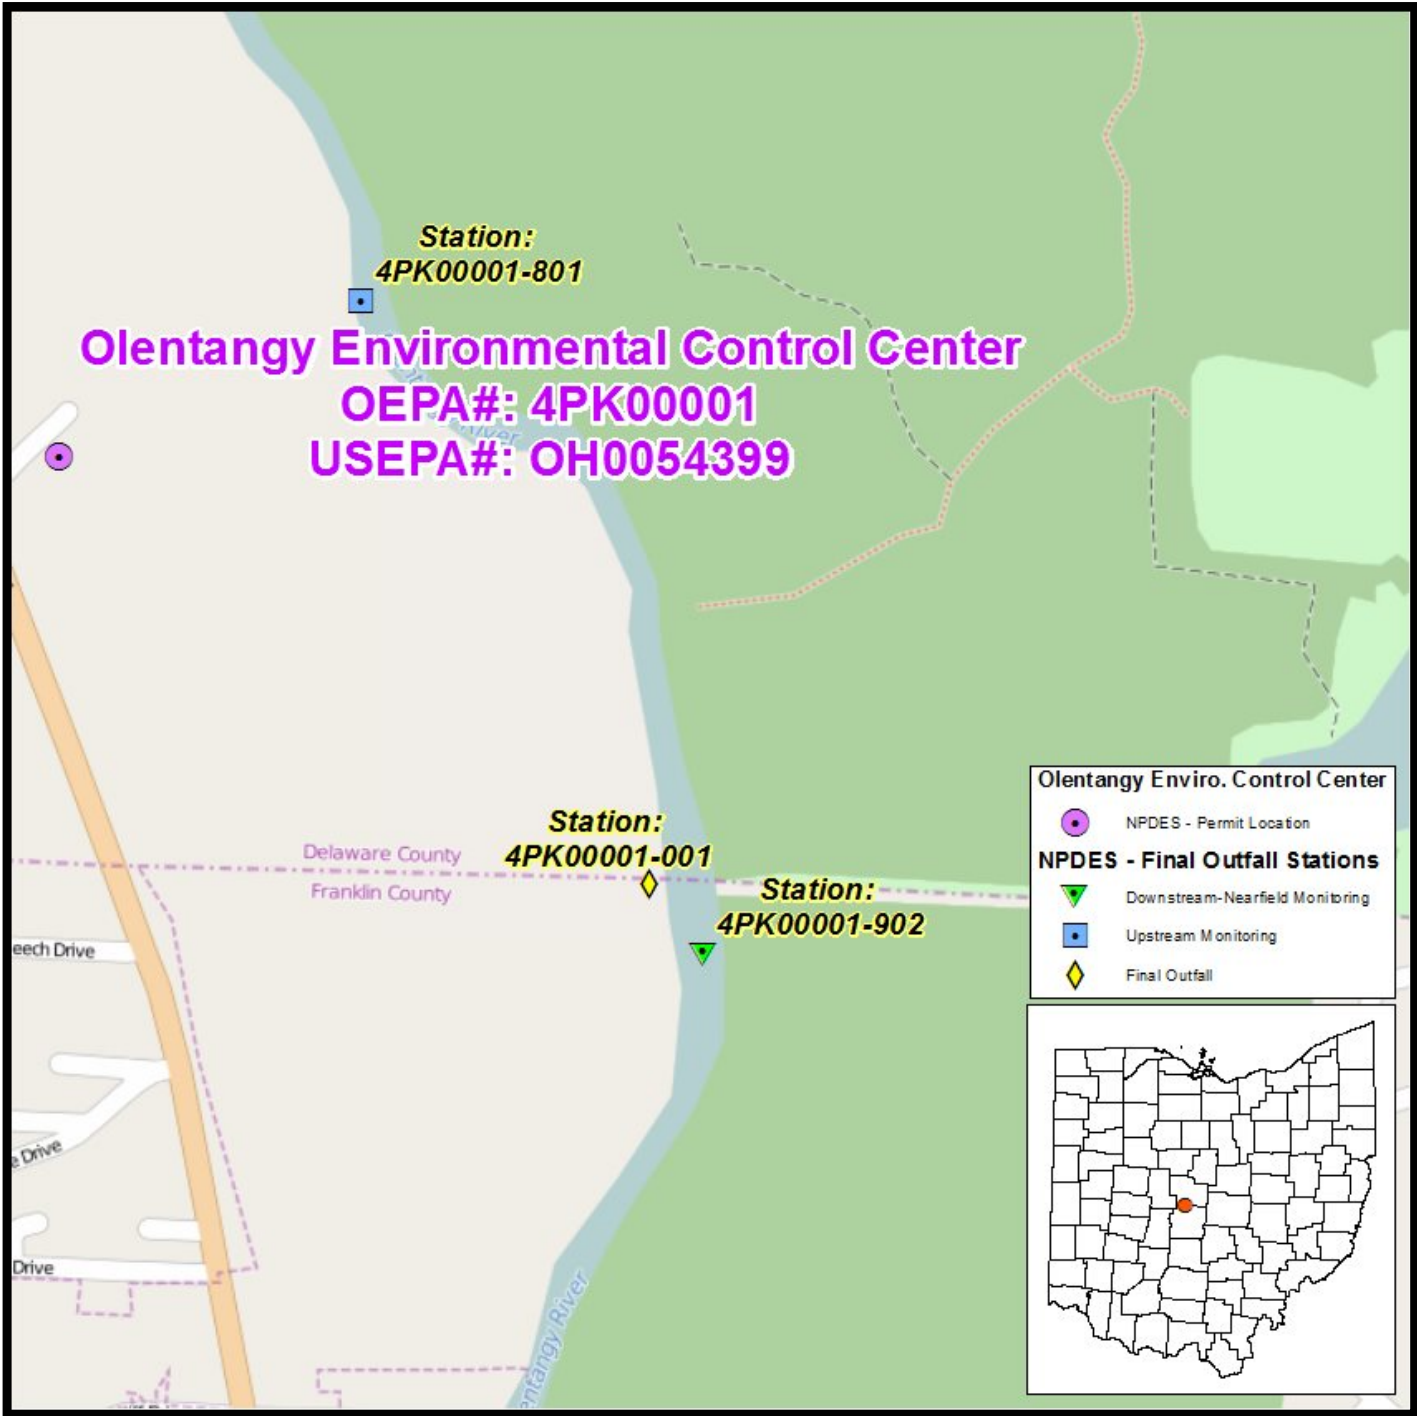 Station:
4PK00001-801
Olentangy Environmental Control Center
OEPA#: 4PK00001
River
USEPA#: OH0054399
Station:
4PK00001-001
Delaware County
Franklin County
Station:
4PK00001-902
eech Drive
e Drive
Drive
entangy River
Olentangy Enviro. Control Center
NPDES - Permit Location
NPDES - Final Outfall Stations
Downstream-Nearfield Monitoring
Upstream Monitoring
Final Outfall